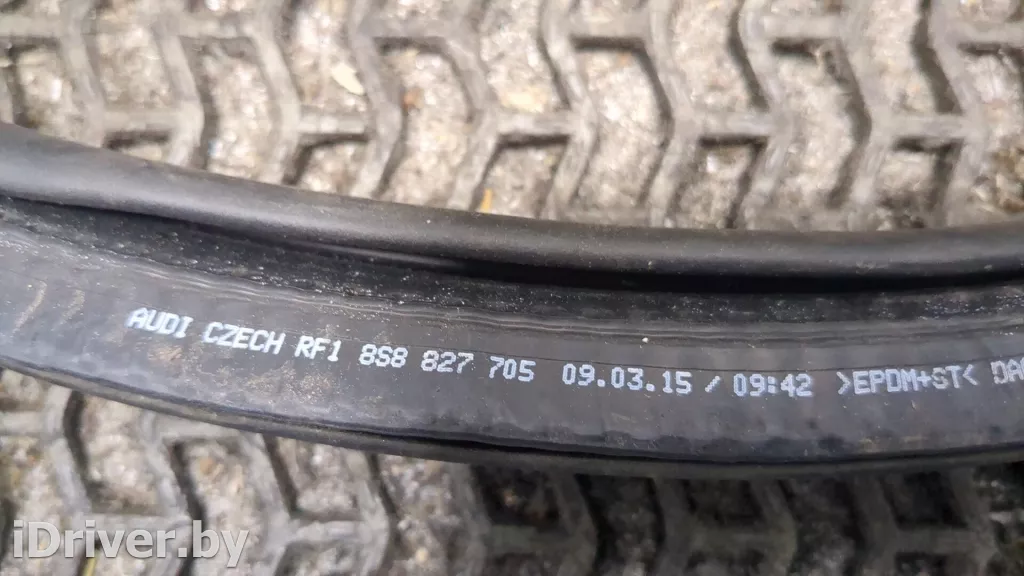 AUDI CZECH RF1 8S8 827 705 09.03.15 / 09:42 >EPDM+ST<
iDriver.by